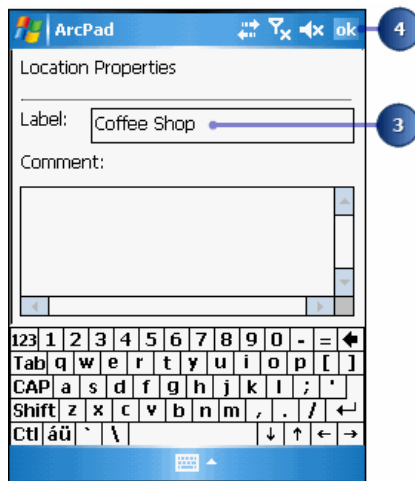 ArcPad ok 4
Location Properties
Label: Coffee Shop 3
Comment:
123 1 2 3 4 5 6 7 8 9 0 - =
Tab q w e r t y u i o p [ ]
CAP a s d f g h j k l ; '
Shift z x c v b n m , . /
Ctl áü ` \